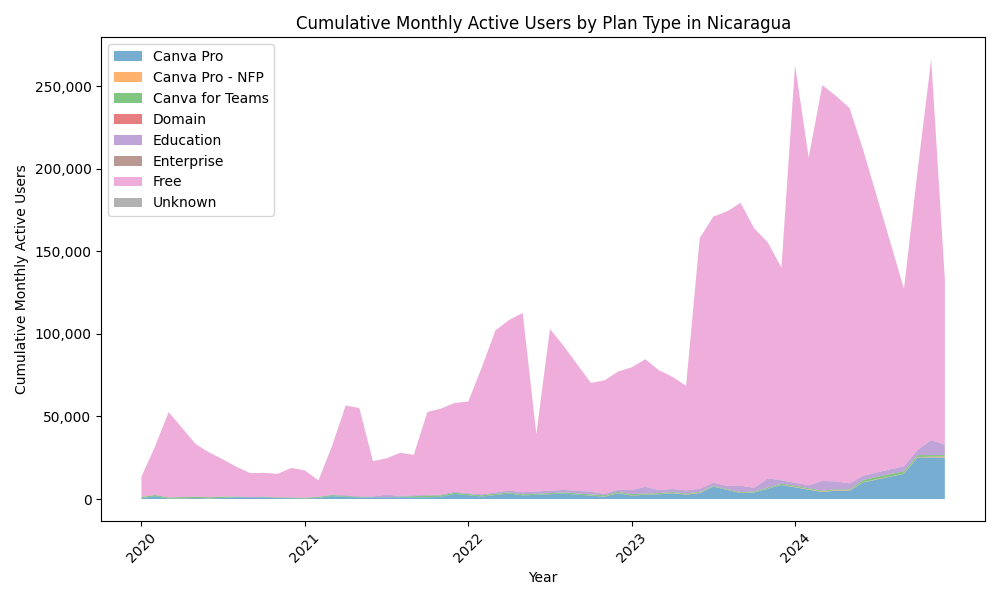 Cumulative Monthly Active Users by Plan Type in Nicaragua
Canva Pro
Canva Pro - NFP
Canva for Teams
Domain
Education
Enterprise
Free
Unknown
Cumulative Monthly Active Users
250,000
200,000
150,000
100,000
50,000
0
2020
2021
2022
2023
2024
Year